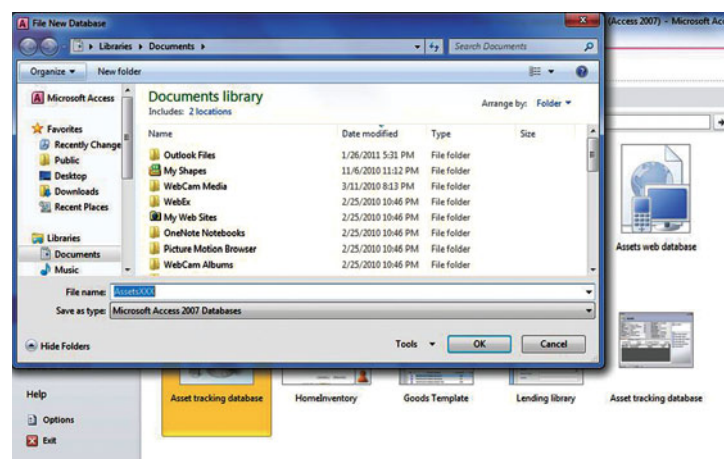 File New Database
(Access 2007) - Microsoft Acc
Libraries Documents
Search Documents
Organize New folder
Microsoft Access
Favorites
Recently Change
Public
Desktop
Downloads
Recent Places
Libraries
Documents
Music
Documents library
Includes: 2 locations
Arrange by: Folder
Name Date modified Type Size
Outlook Files 1/26/2011 5:31 PM File folder
My Shapes 11/6/2010 11:12 PM File folder
WebCam Media 3/11/2010 8:13 PM File folder
WebEx 2/25/2010 10:46 PM File folder
My Web Sites 2/25/2010 10:46 PM File folder
OneNote Notebooks 2/25/2010 10:46 PM File folder
Picture Motion Browser 2/25/2010 10:46 PM File folder
WebCam Albums 2/25/2010 10:46 PM File folder
File name: AssetsXXX
Save as type: Microsoft Access 2007 Databases
Hide Folders
Tools OK Cancel
Assets web database
Help
Options
Exit
Asset tracking database HomeInventory Goods Template Lending library Asset tracking database